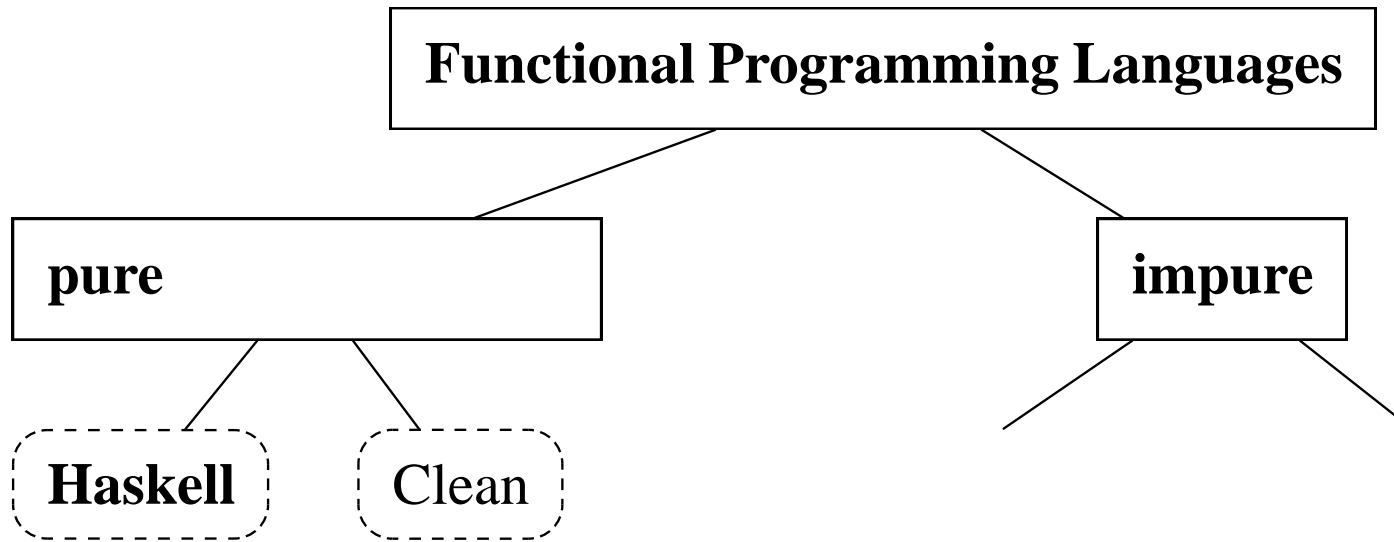 Functional Programming Languages
pure
impure
Haskell
Clean